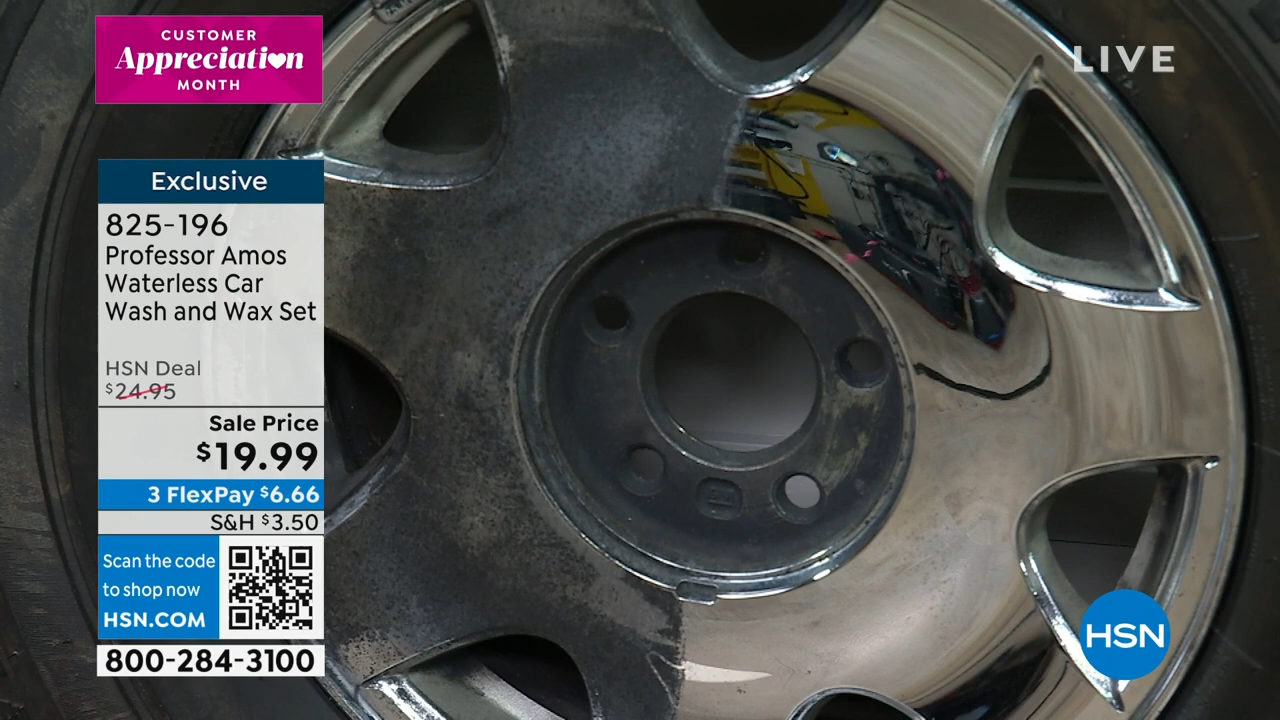 CUSTOMER
Appreciation
MONTH
LIVE
Exclusive
825-196
Professor Amos
Waterless Car
Wash and Wax Set
HSN Deal
$24.95
Sale Price
$19.99
3 FlexPay $6.66
S&H $3.50
Scan the code
to shop now
HSN.COM
800-284-3100
HSN